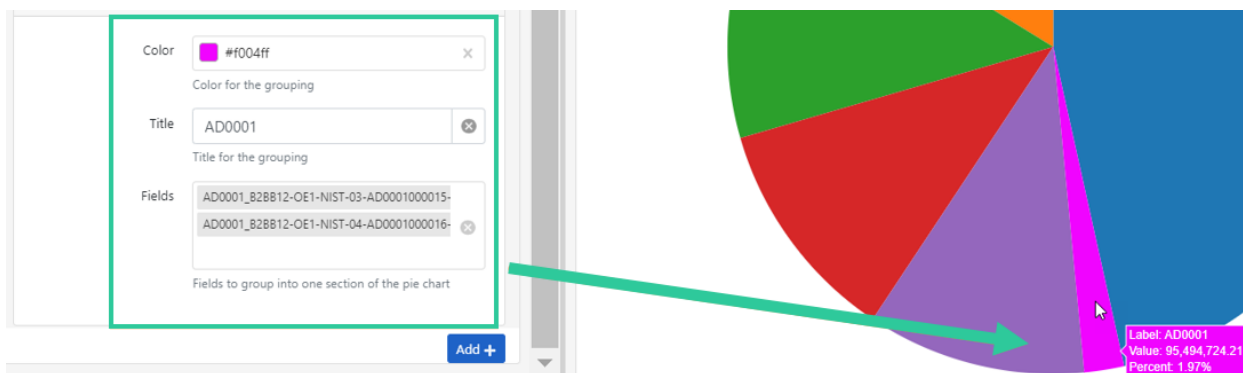 Color
#f004ff
Color for the grouping
Title
AD0001
Title for the grouping
Fields
AD0001_B2BB12-OE1-NIST-03-AD0001000015-
AD0001_B2BB12-OE1-NIST-04-AD0001000016-
Fields to group into one section of the pie chart
Add +
Label: AD0001
Value: 95,494,724.21
Percent: 1.97%